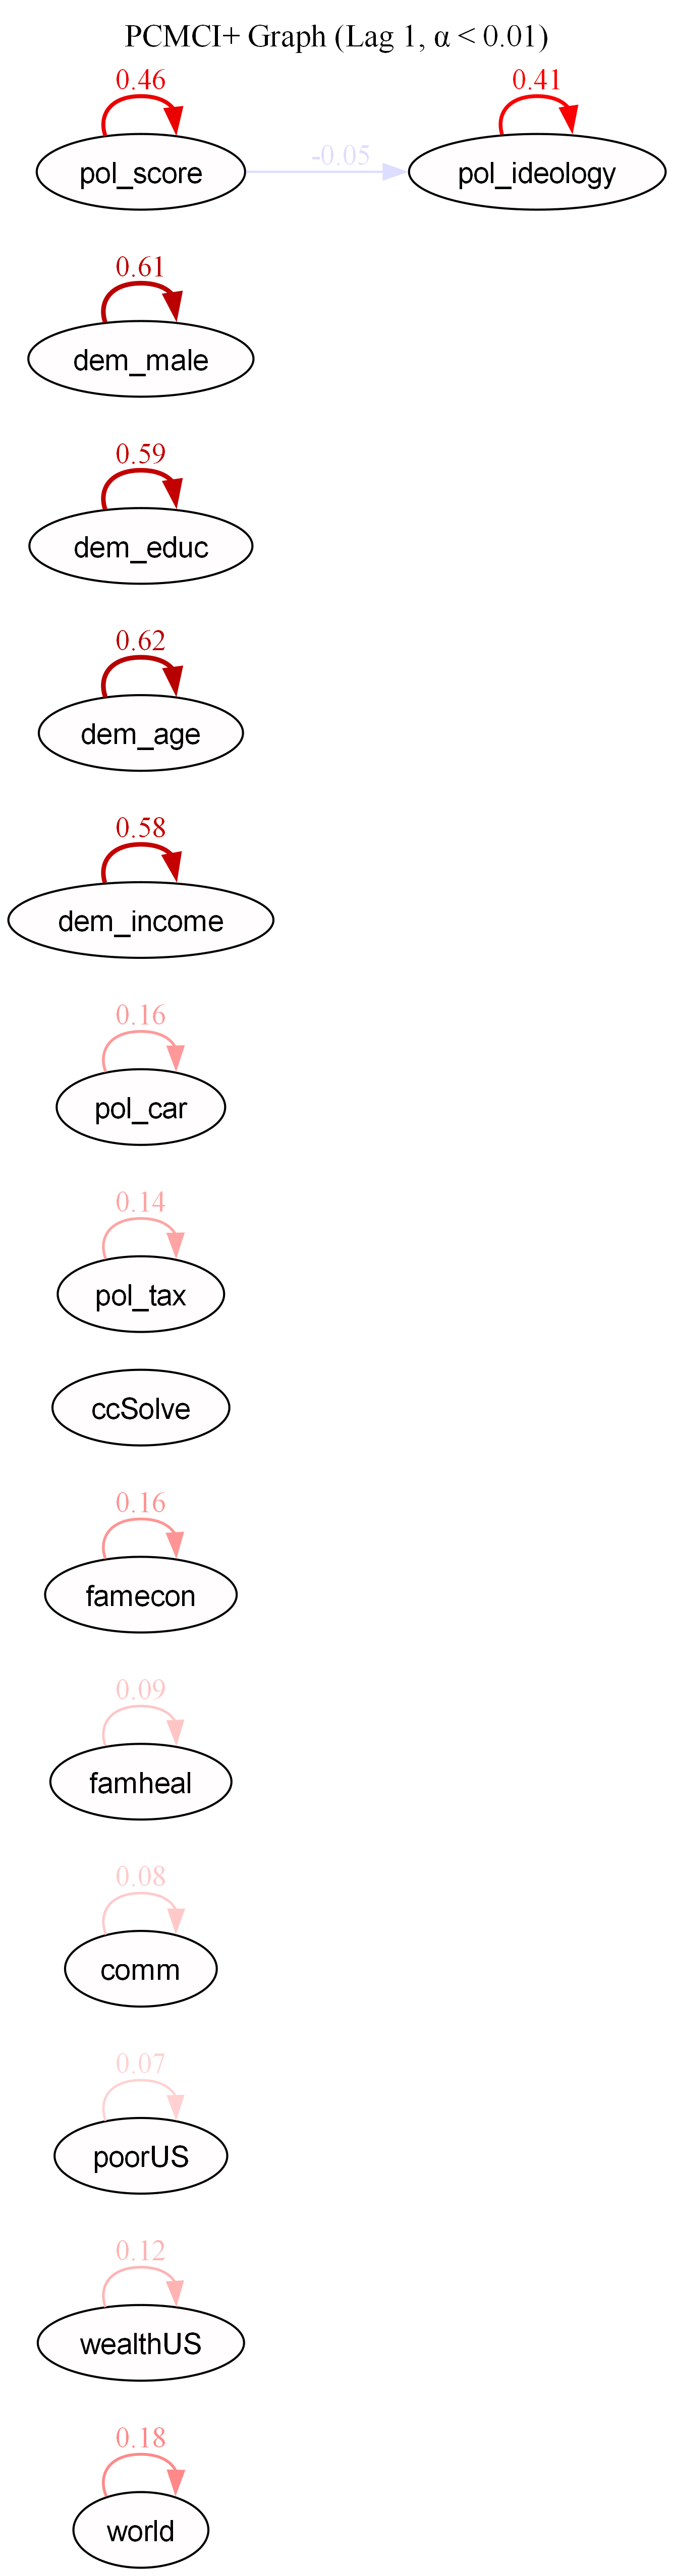 PCMCI+ Graph (Lag 1, α < 0.01)
0.46
0.41
pol_score
-0.05
pol_ideology
0.61
dem_male
0.59
dem_educ
0.62
dem_age
0.58
dem_income
0.16
pol_car
0.14
pol_tax
ccSolve
0.16
famecon
0.09
famheal
0.08
comm
0.07
poorUS
0.12
wealthUS
0.18
world